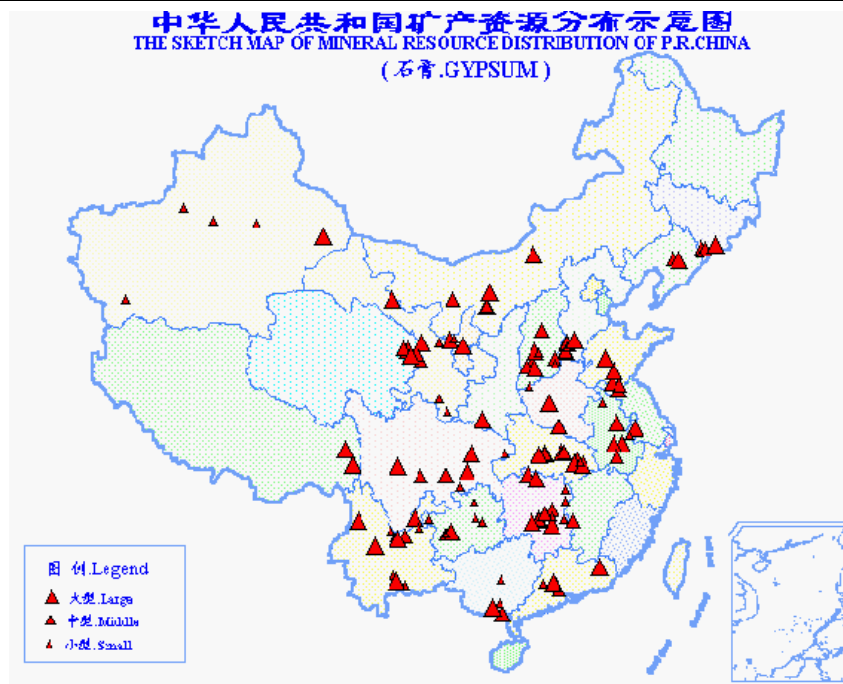 中华人民共和国矿产资源分布示意图
THE SKETCH MAP OF MINERAL RESOURCE DISTRIBUTION OF P.R.CHINA
(石膏.GYPSUM)
图例.Legend
大型.Large
中型.Middle
小型.Small